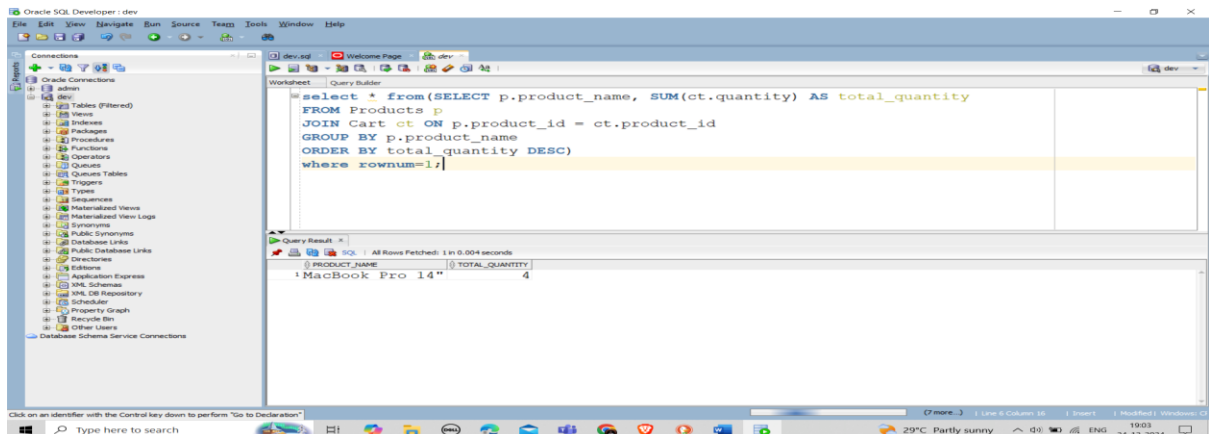 Oracle SQL Developer : dev
File Edit View Navigate Run Source Team Tools Window Help
Connections
dev.sql Welcome Page dev
dev
Worksheet Query Builder
Reports
Oracle Connections
admin
dev
Tables (Filtered)
Views
Indexes
Packages
Procedures
Functions
Operators
Queues
Queues Tables
Triggers
Types
Sequences
Materialized Views
Materialized View Logs
Synonyms
Public Synonyms
Database Links
Public Database Links
Directories
Editions
Application Express
XML Schemas
XML DB Repository
Scheduler
Property Graph
Recycle Bin
Other Users
Database Schema Service Connections
select * from(SELECT p.product_name, SUM(ct.quantity) AS total_quantity
FROM Products p
JOIN Cart ct ON p.product_id = ct.product_id
GROUP BY p.product_name
ORDER BY total_quantity DESC)
where rownum=1;
Query Result
SQL | All Rows Fetched: 1 in 0.004 seconds
PRODUCT_NAME TOTAL_QUANTITY
1 MacBook Pro 14" 4
Click on an identifier with the Control key down to perform "Go to Declaration"
(7 more...) Line 6 Column 16 Insert Modified Windows: C
Type here to search
DELL
29°C Partly sunny ENG 19:03